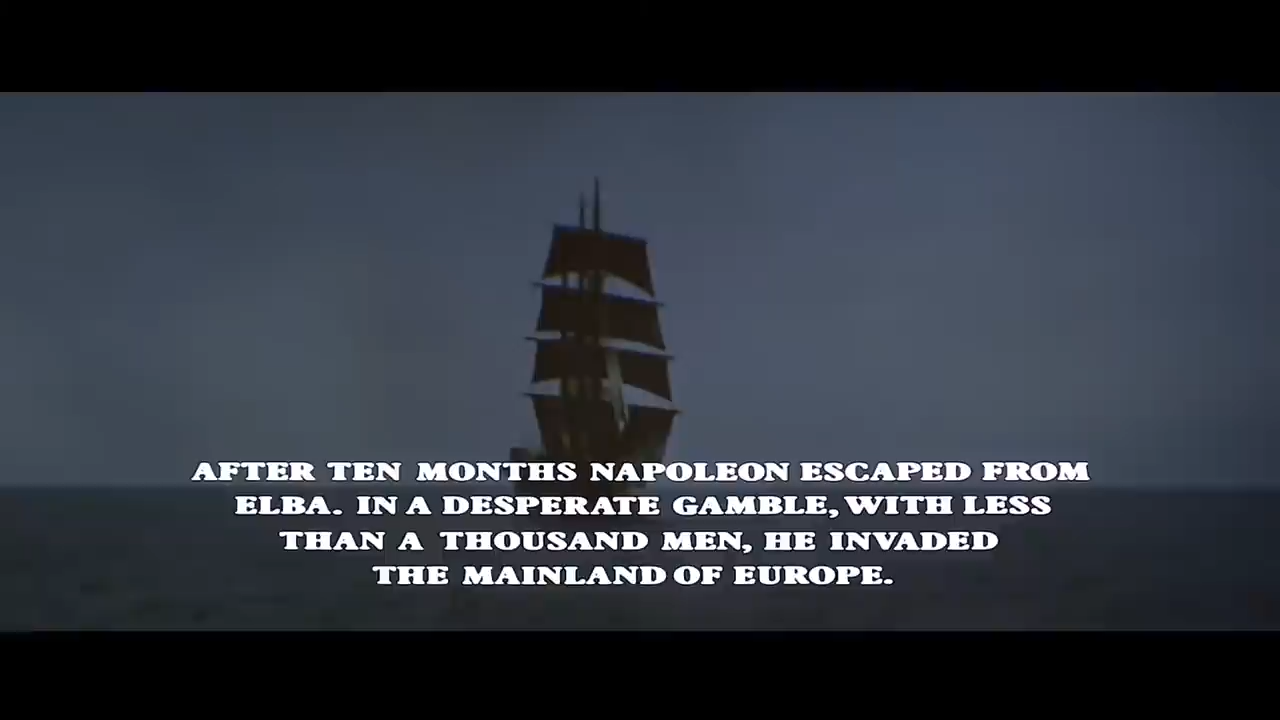 AFTER TEN MONTHS NAPOLEON ESCAPED FROM
ELBA. IN A DESPERATE GAMBLE, WITH LESS
THAN A THOUSAND MEN, HE INVADED
THE MAINLAND OF EUROPE.